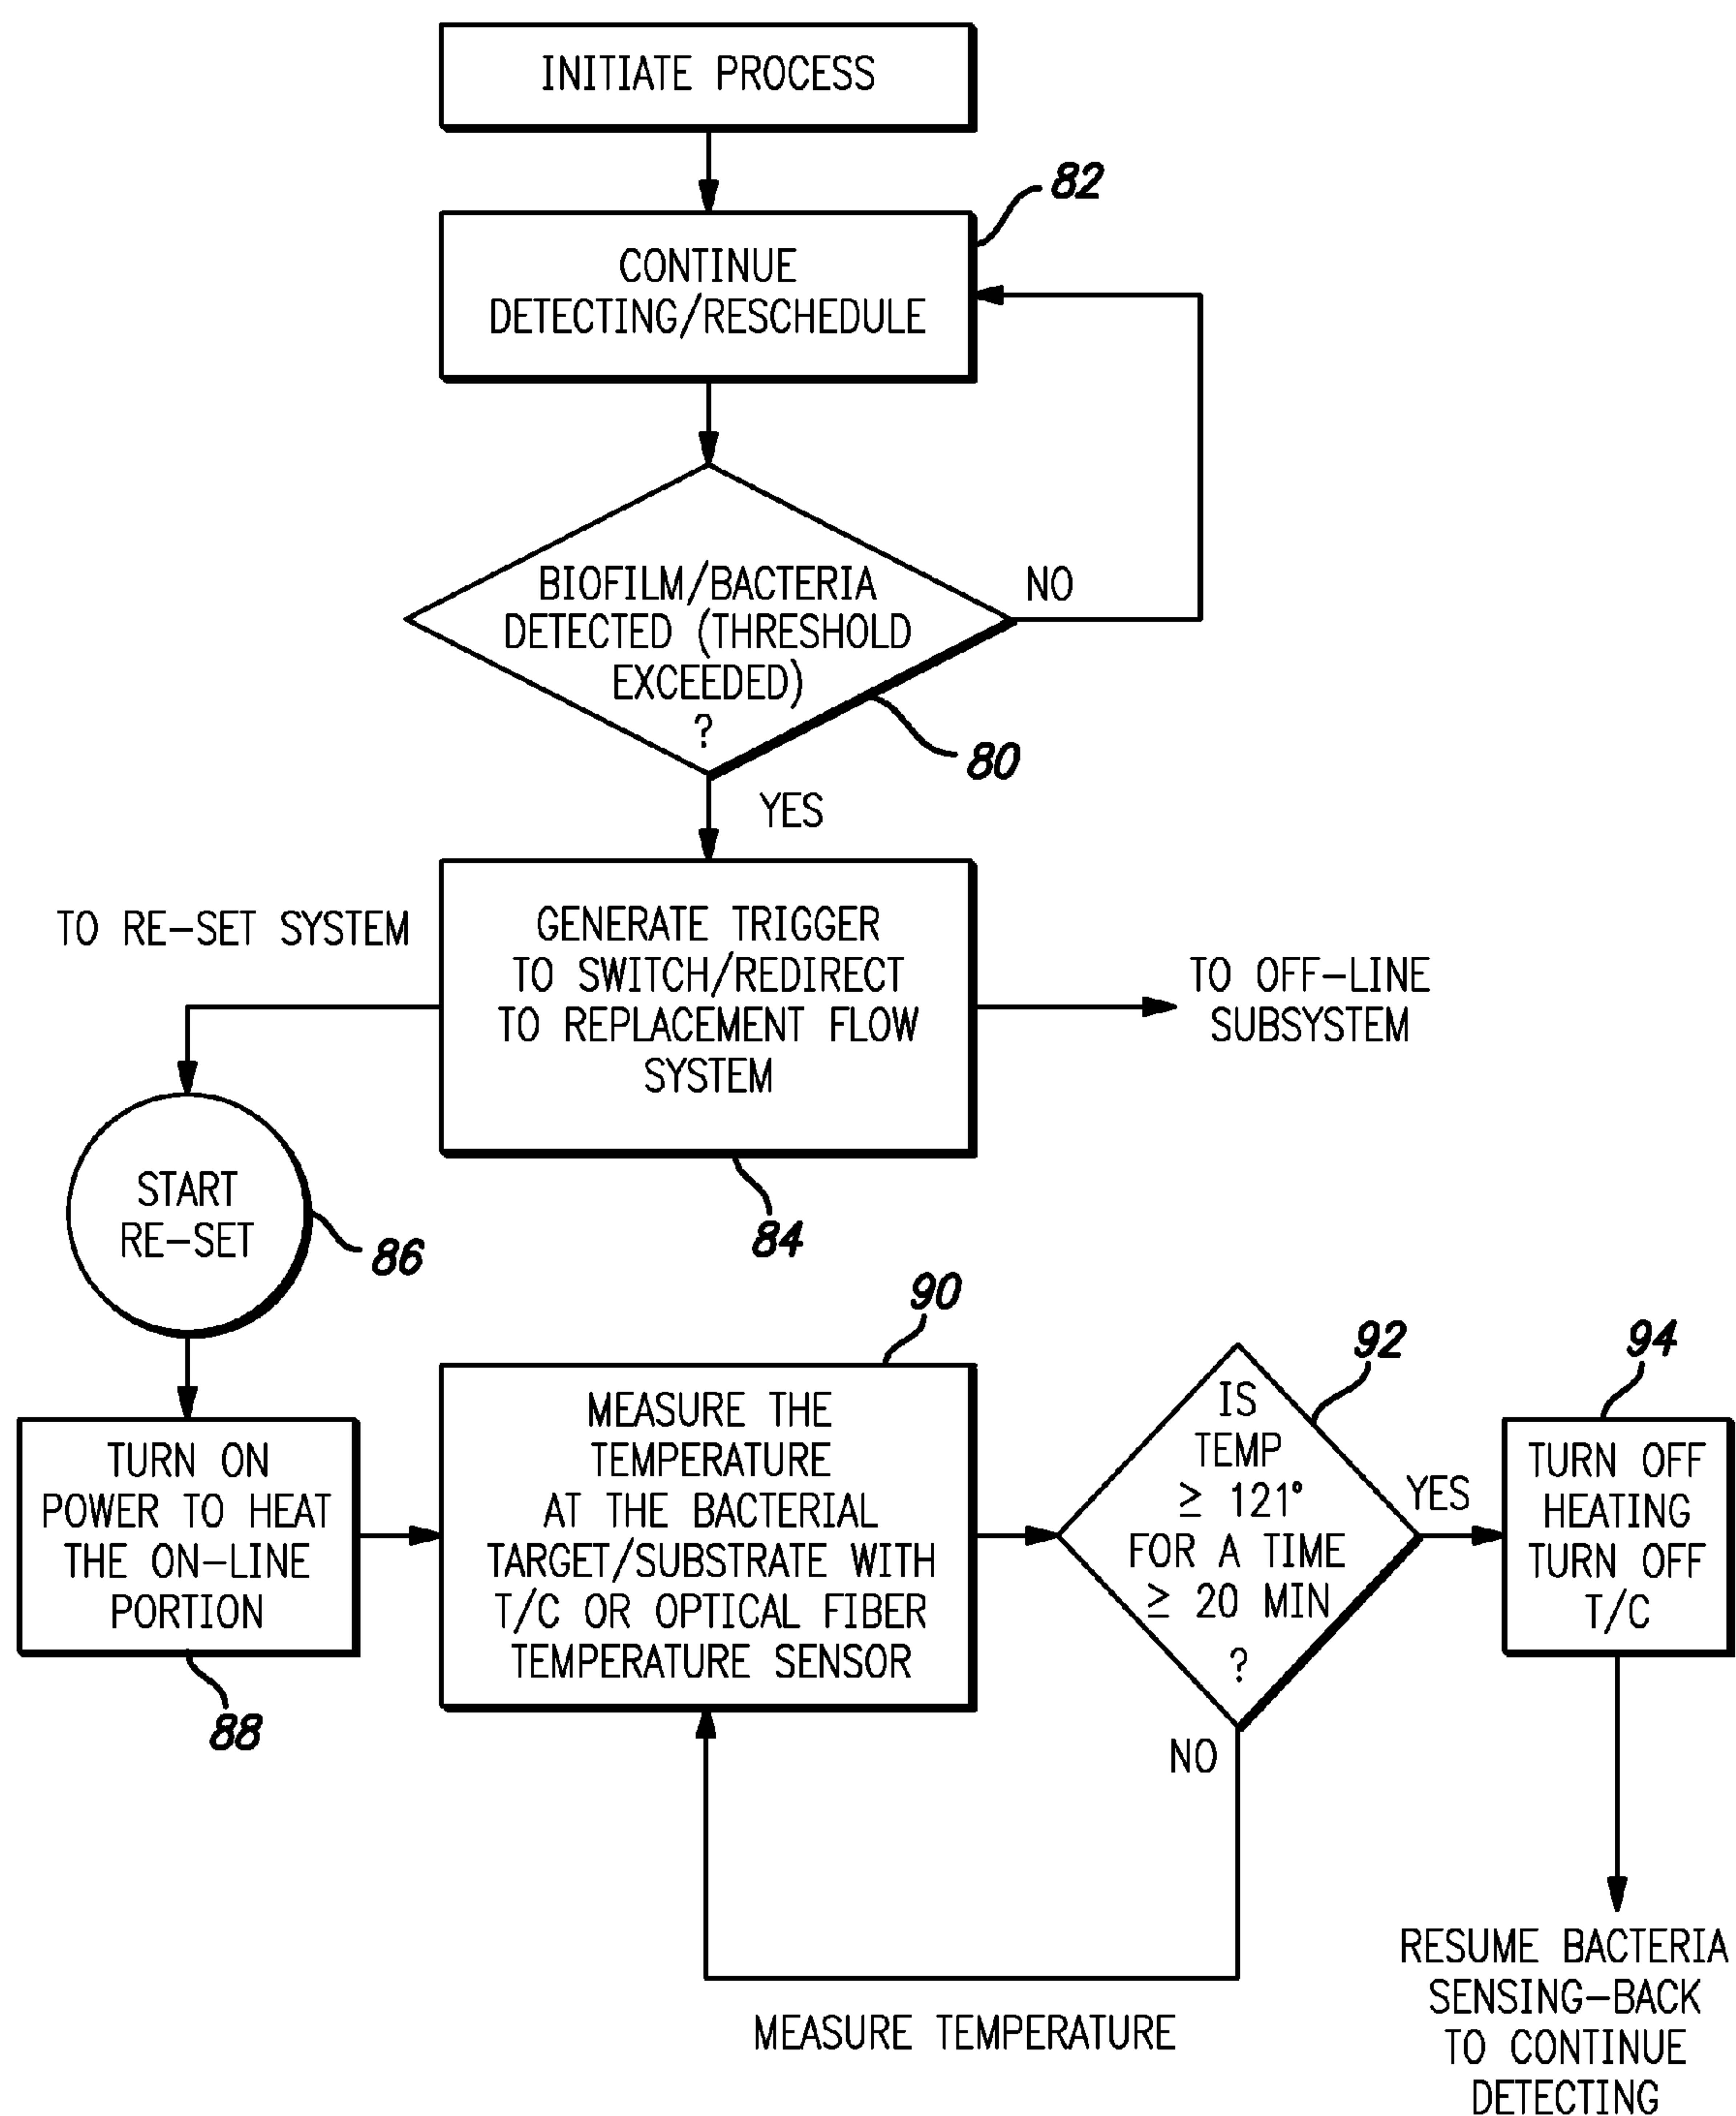 INITIATE PROCESS
82
CONTINUE
DETECTING/RESCHEDULE
BIOFILM/BACTERIA
DETECTED (THRESHOLD
EXCEEDED)
?
NO
80
YES
TO RE-SET SYSTEM
GENERATE TRIGGER
TO SWITCH/REDIRECT
TO REPLACEMENT FLOW
SYSTEM
TO OFF-LINE
SUBSYSTEM
84
START
RE-SET
86
TURN ON
POWER TO HEAT
THE ON-LINE
PORTION
88
90
MEASURE THE
TEMPERATURE
AT THE BACTERIAL
TARGET/SUBSTRATE WITH
T/C OR OPTICAL FIBER
TEMPERATURE SENSOR
92
IS
TEMP
≥ 121°
FOR A TIME
≥ 20 MIN
?
YES
NO
94
TURN OFF
HEATING
TURN OFF
T/C
MEASURE TEMPERATURE
RESUME BACTERIA
SENSING-BACK
TO CONTINUE
DETECTING